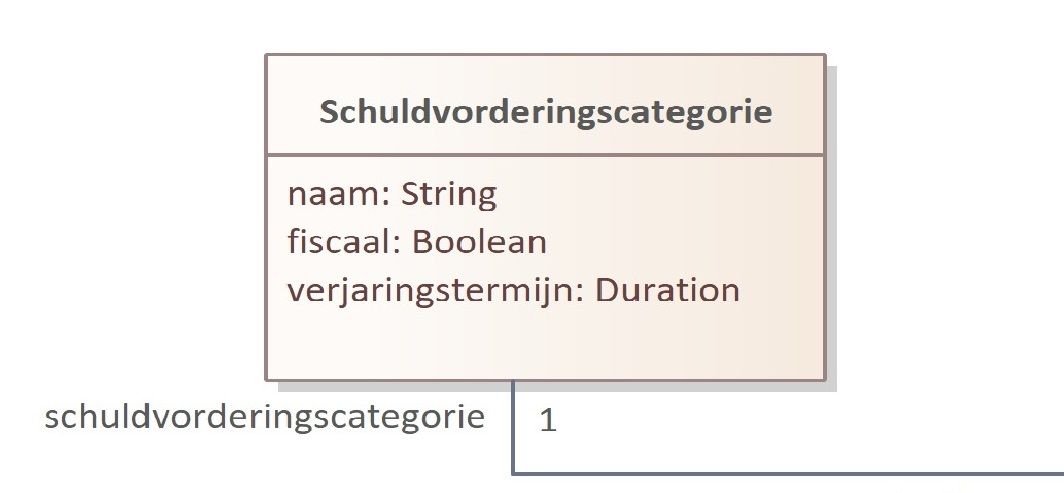 Schuldvorderingscategorie
naam: String
fiscaal: Boolean
verjaringstermijn: Duration
schuldvorderingscategorie 1